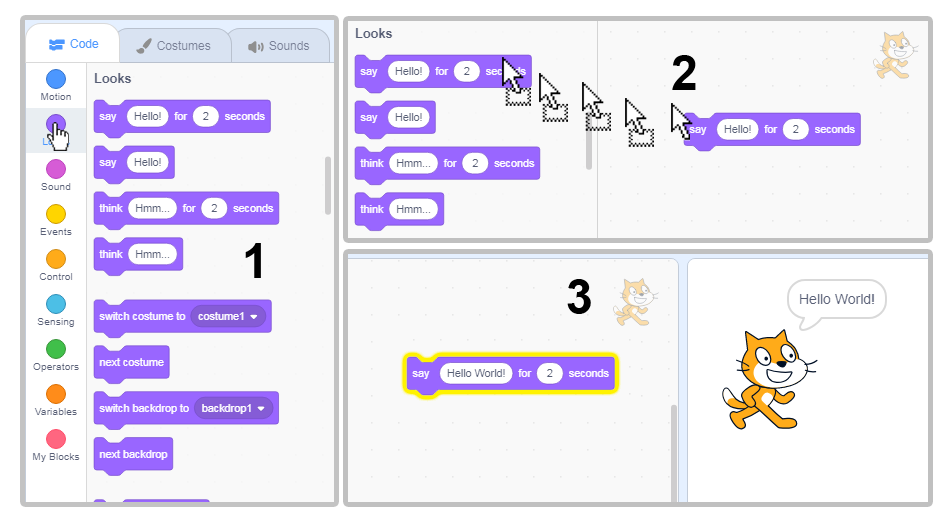 Code Costumes Sounds
Motion
Lo
Sound
Events
Control
Sensing
Operators
Variables
My Blocks
Looks
say Hello! for 2 seconds
say Hello!
think Hmm... for 2 seconds
think Hmm...
1
switch costume to costume1
next costume
switch backdrop to backdrop1
next backdrop
Looks
say Hello! for 2 seconds
say Hello!
think Hmm... for 2 seconds
think Hmm...
2
say Hello! for 2 seconds
3
say Hello World! for 2 seconds
Hello World!